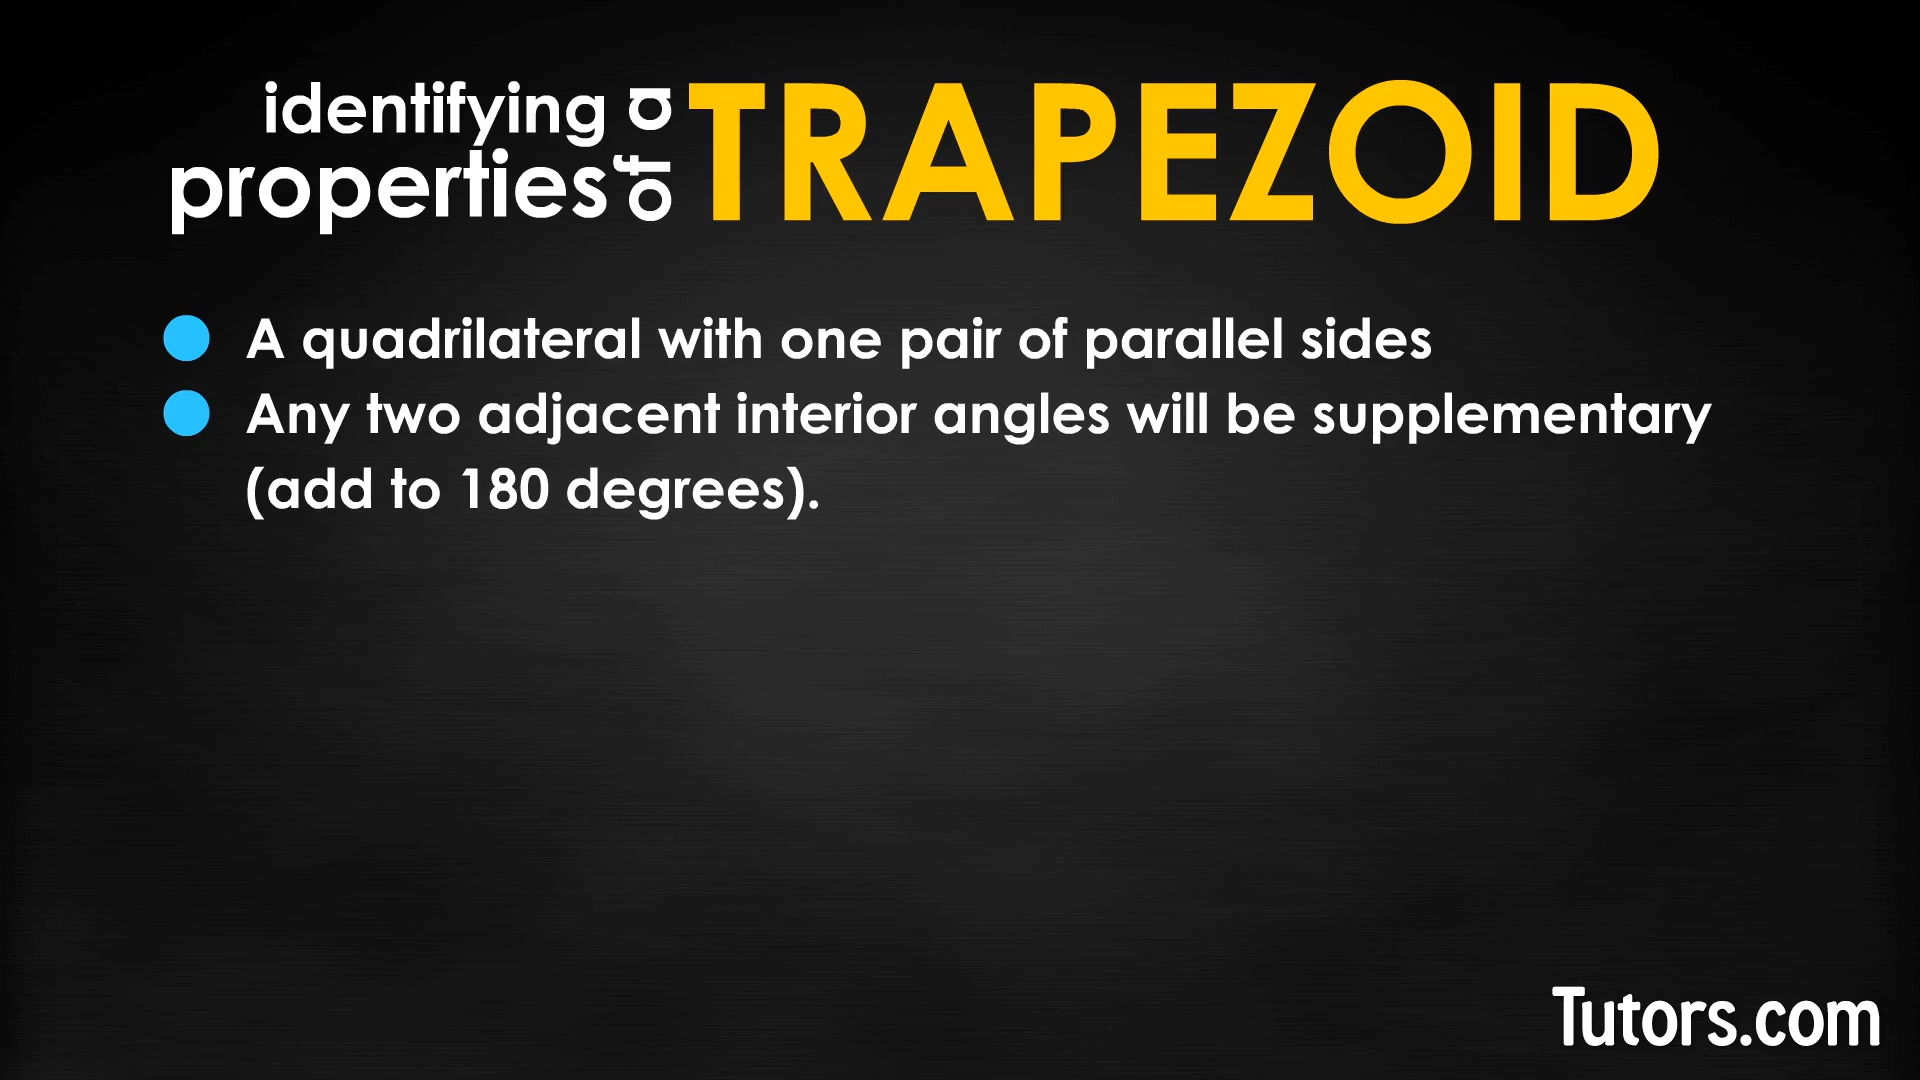 identifying
properties of a TRAPEZOID
A quadrilateral with one pair of parallel sides
Any two adjacent interior angles will be supplementary
(add to 180 degrees).
Tutors.com